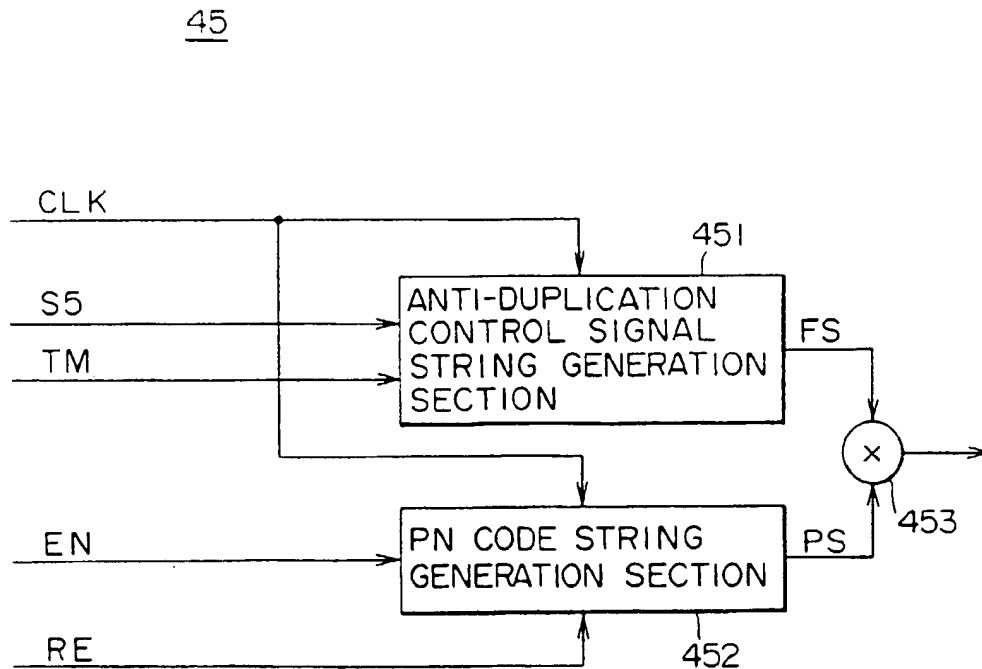 45
CLK
451
S5
ANTI-DUPLICATION
CONTROL SIGNAL
STRING GENERATION
SECTION
FS
TM
×
453
EN
PN CODE STRING
GENERATION SECTION
PS
RE
452